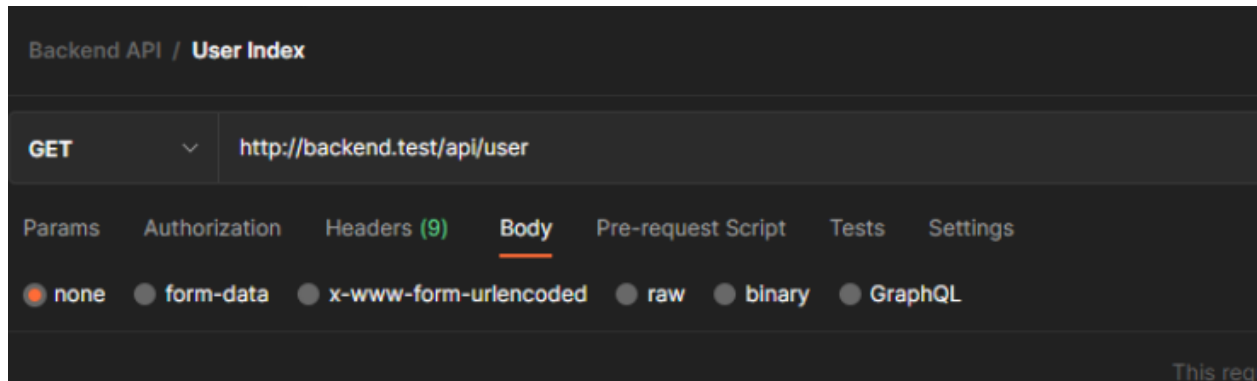 Backend API / User Index
GET http://backend.test/api/user
Params Authorization Headers (9) Body Pre-request Script Tests Settings
none form-data x-www-form-urlencoded raw binary GraphQL
This